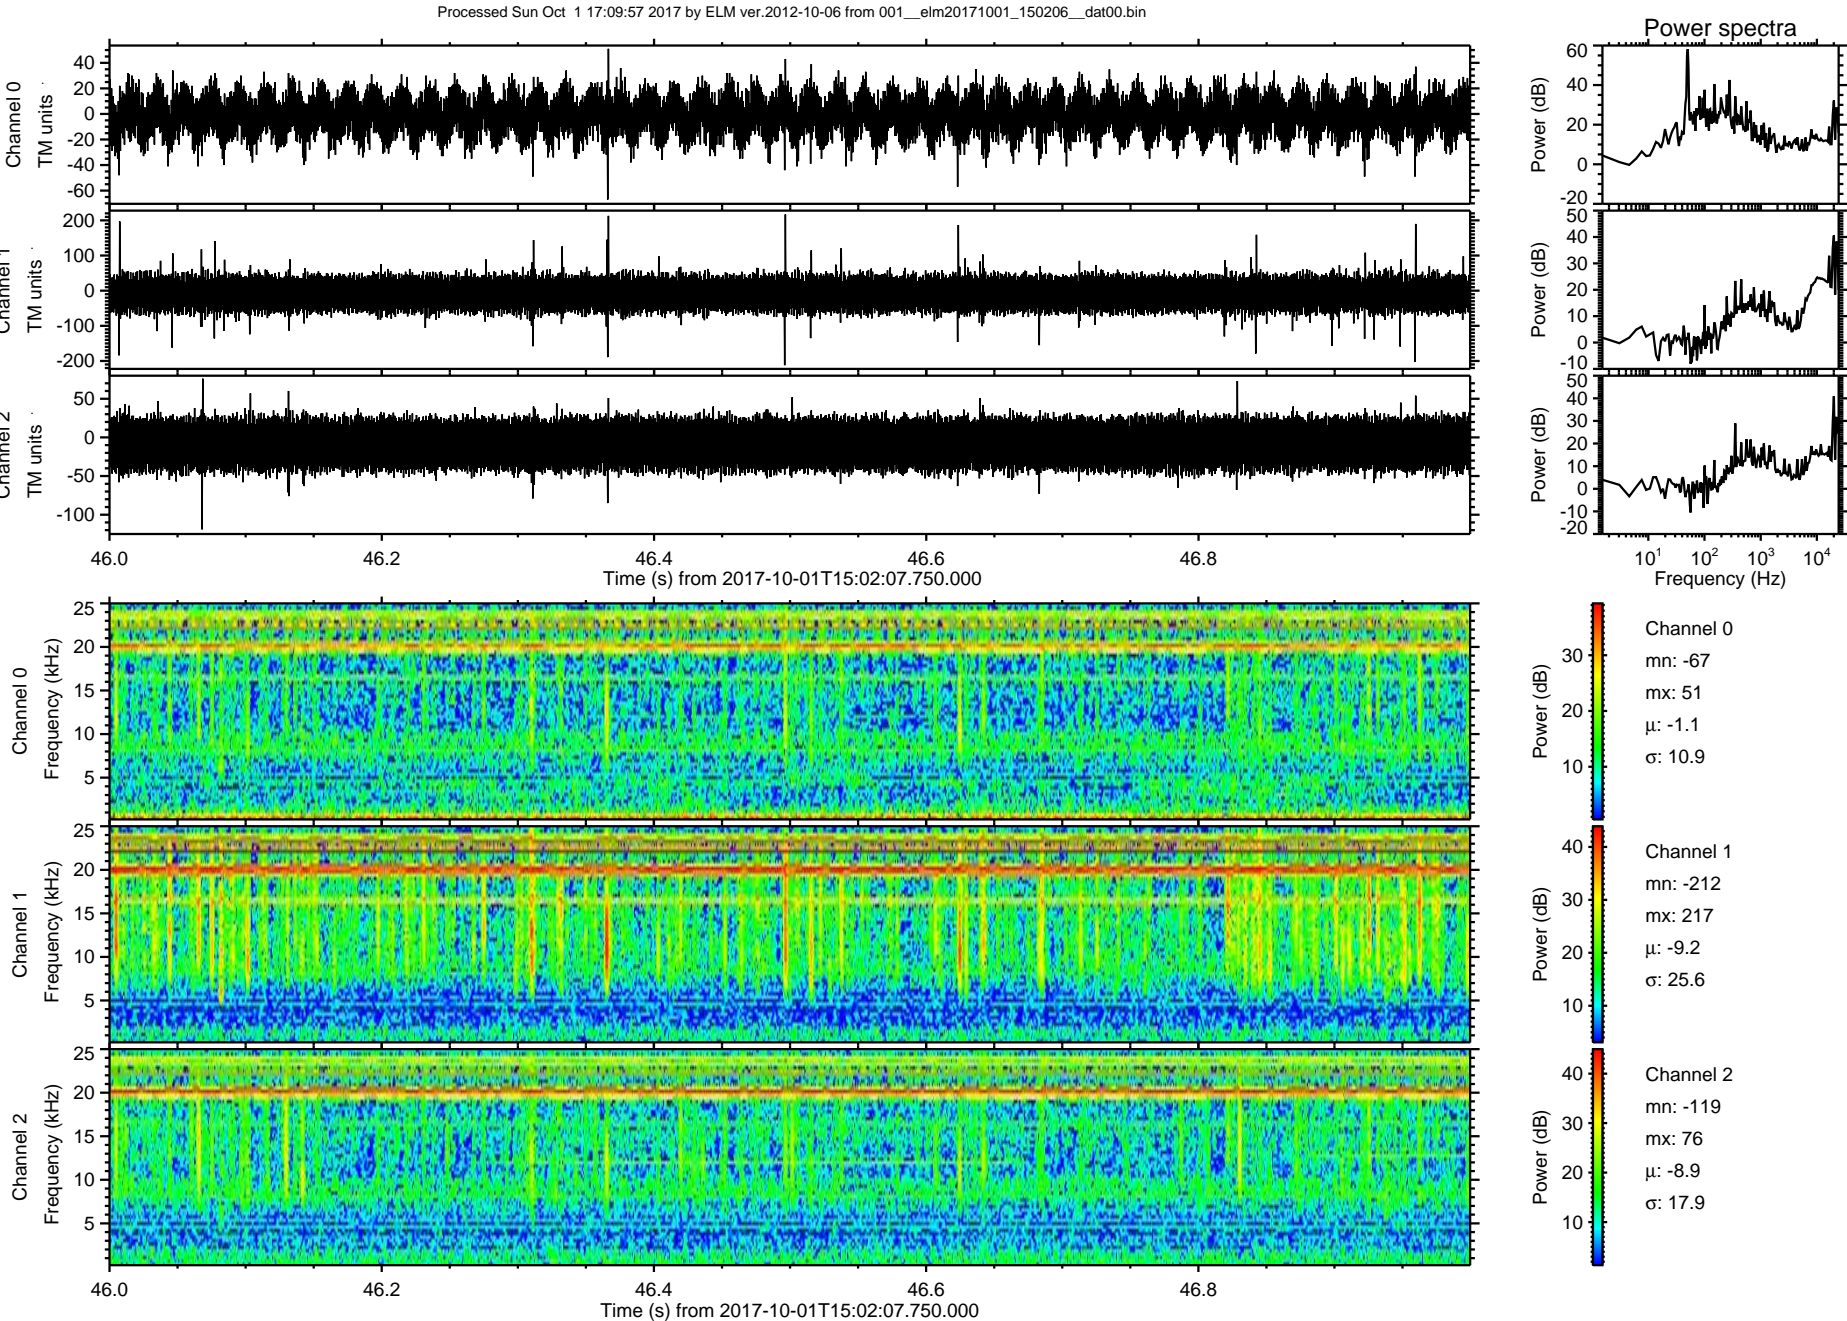 Processed Sun Oct  1 17:09:57 2017 by ELM ver.2012-10-06 from 001__elm20171001_150206__dat00.bin
Power spectra
Channel 0
TM units
40
20
0
-20
-40
-60
Power (dB)
60
40
20
0
-20
Channel 1
TM units
200
100
0
-100
-200
Power (dB)
50
40
30
20
10
0
-10
Channel 2
TM units
50
0
-50
-100
Power (dB)
50
40
30
20
10
0
-10
-20
46.0 46.2 46.4 46.6 46.8
Time (s) from 2017-10-01T15:02:07.750.000
10¹ 10² 10³ 10⁴
Frequency (Hz)
Channel 0
Frequency (kHz)
25
20
15
10
5
Power (dB)
30
20
10
Channel 0
mn: -67
mx: 51
μ: -1.1
σ: 10.9
Channel 1
Frequency (kHz)
25
20
15
10
5
Power (dB)
40
30
20
10
Channel 1
mn: -212
mx: 217
μ: -9.2
σ: 25.6
Channel 2
Frequency (kHz)
25
20
15
10
5
Power (dB)
40
30
20
10
Channel 2
mn: -119
mx: 76
μ: -8.9
σ: 17.9
46.0 46.2 46.4 46.6 46.8
Time (s) from 2017-10-01T15:02:07.750.000